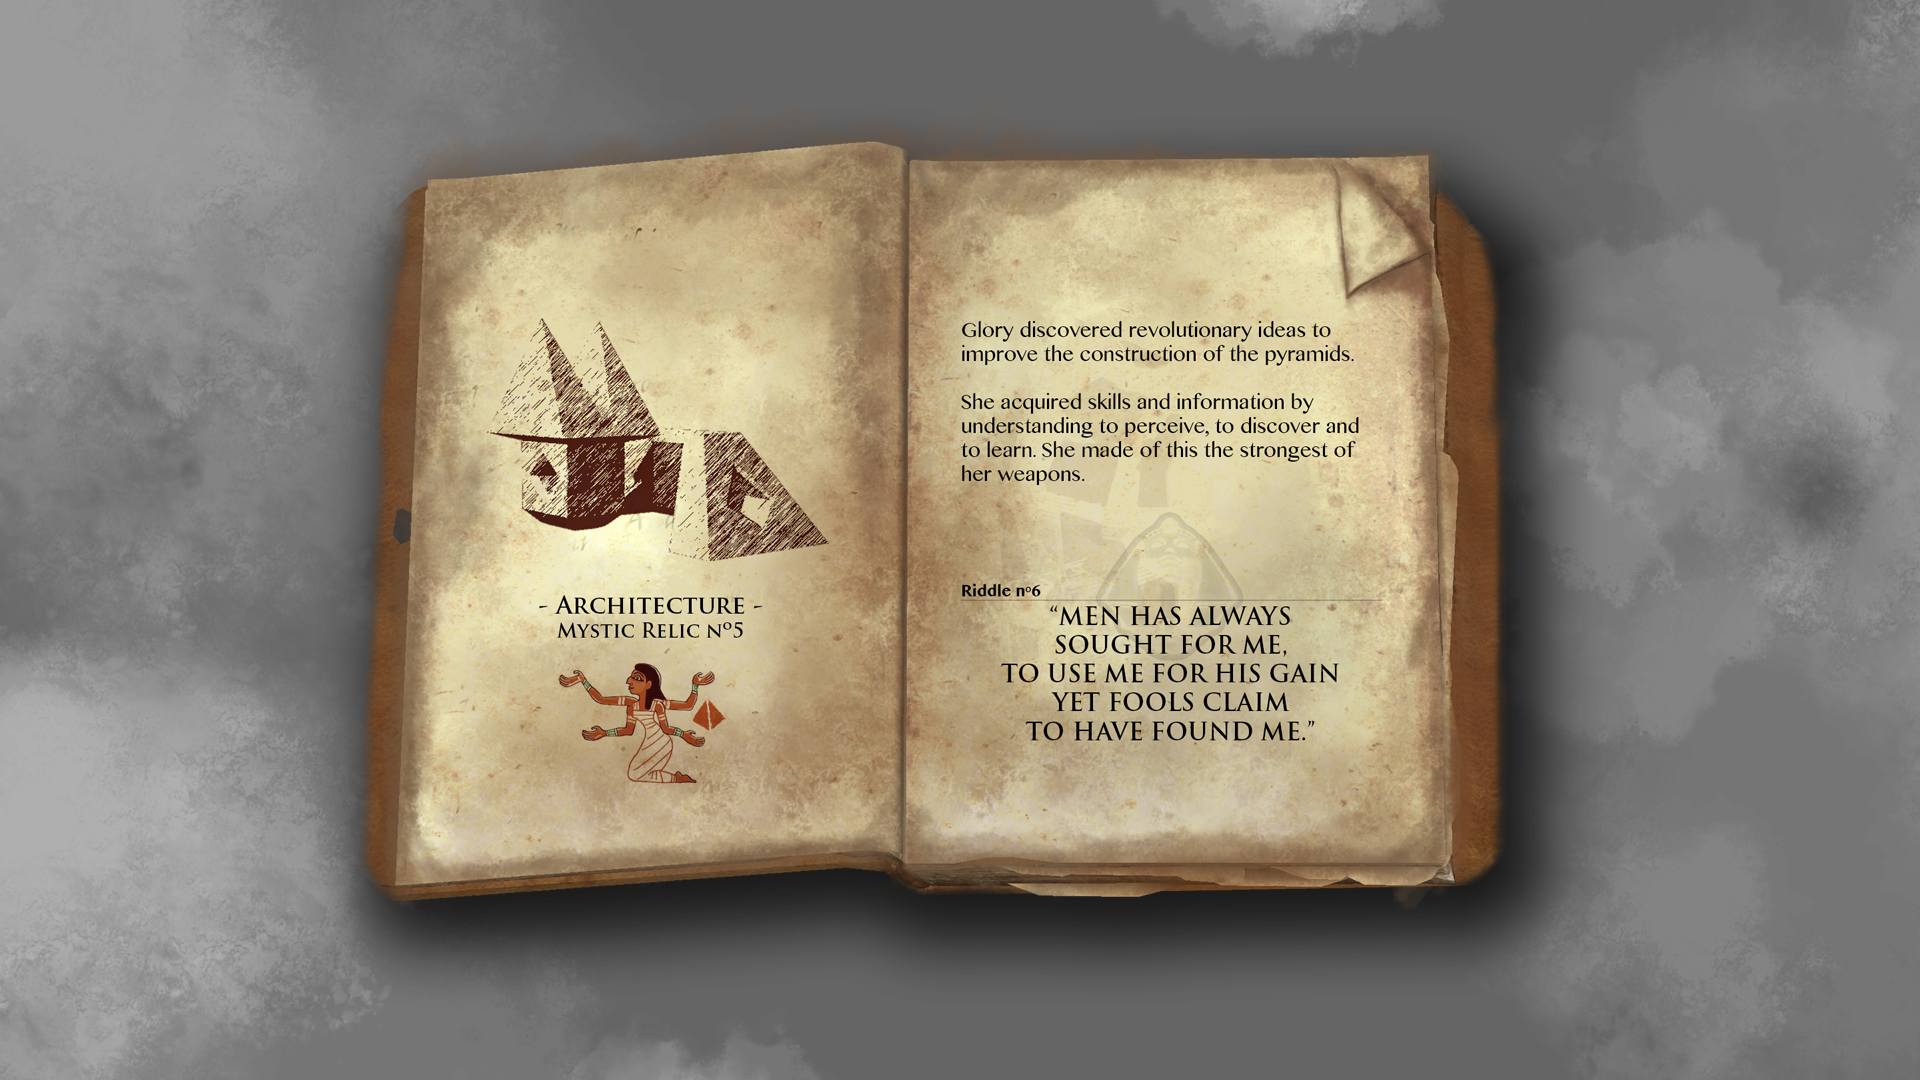 - Architecture -
Mystic Relic nº5
Glory discovered revolutionary ideas to
improve the construction of the pyramids.
She acquired skills and information by
understanding to perceive, to discover and
to learn. She made of this the strongest of
her weapons.
Riddle nº6
“MEN HAS ALWAYS
SOUGHT FOR ME,
TO USE ME FOR HIS GAIN
YET FOOLS CLAIM
TO HAVE FOUND ME.”